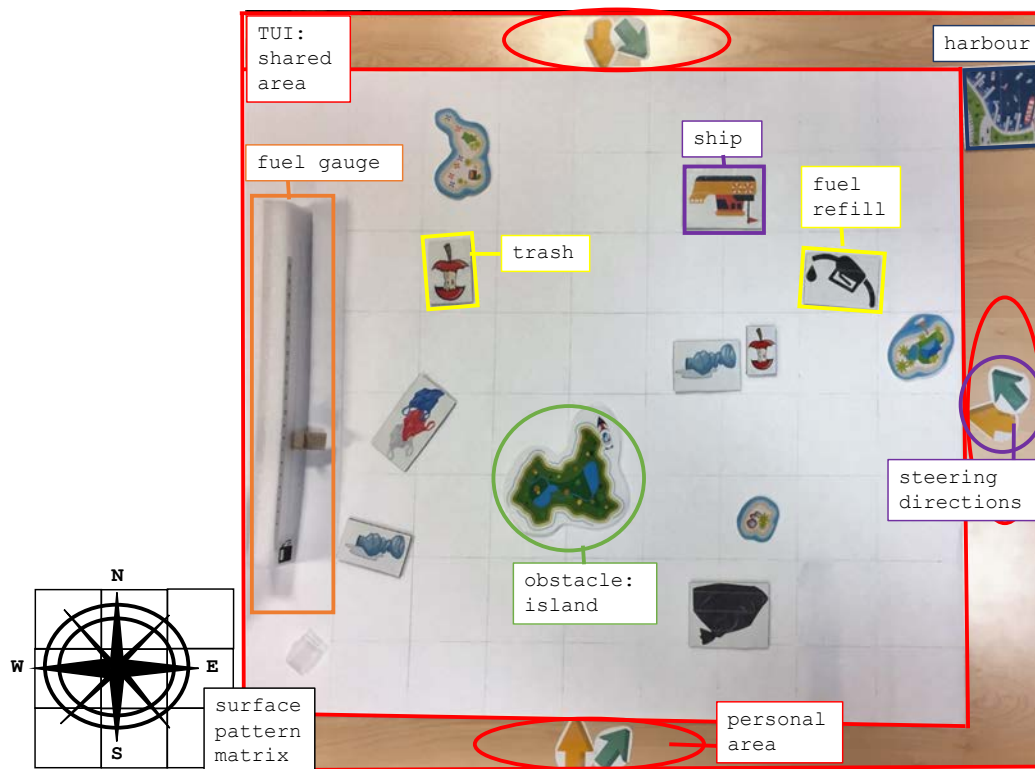 TUI:
shared
area
harbour
ship
fuel gauge
fuel
refill
trash
steering
directions
obstacle:
island
N
W
E
S
surface
pattern
matrix
personal
area